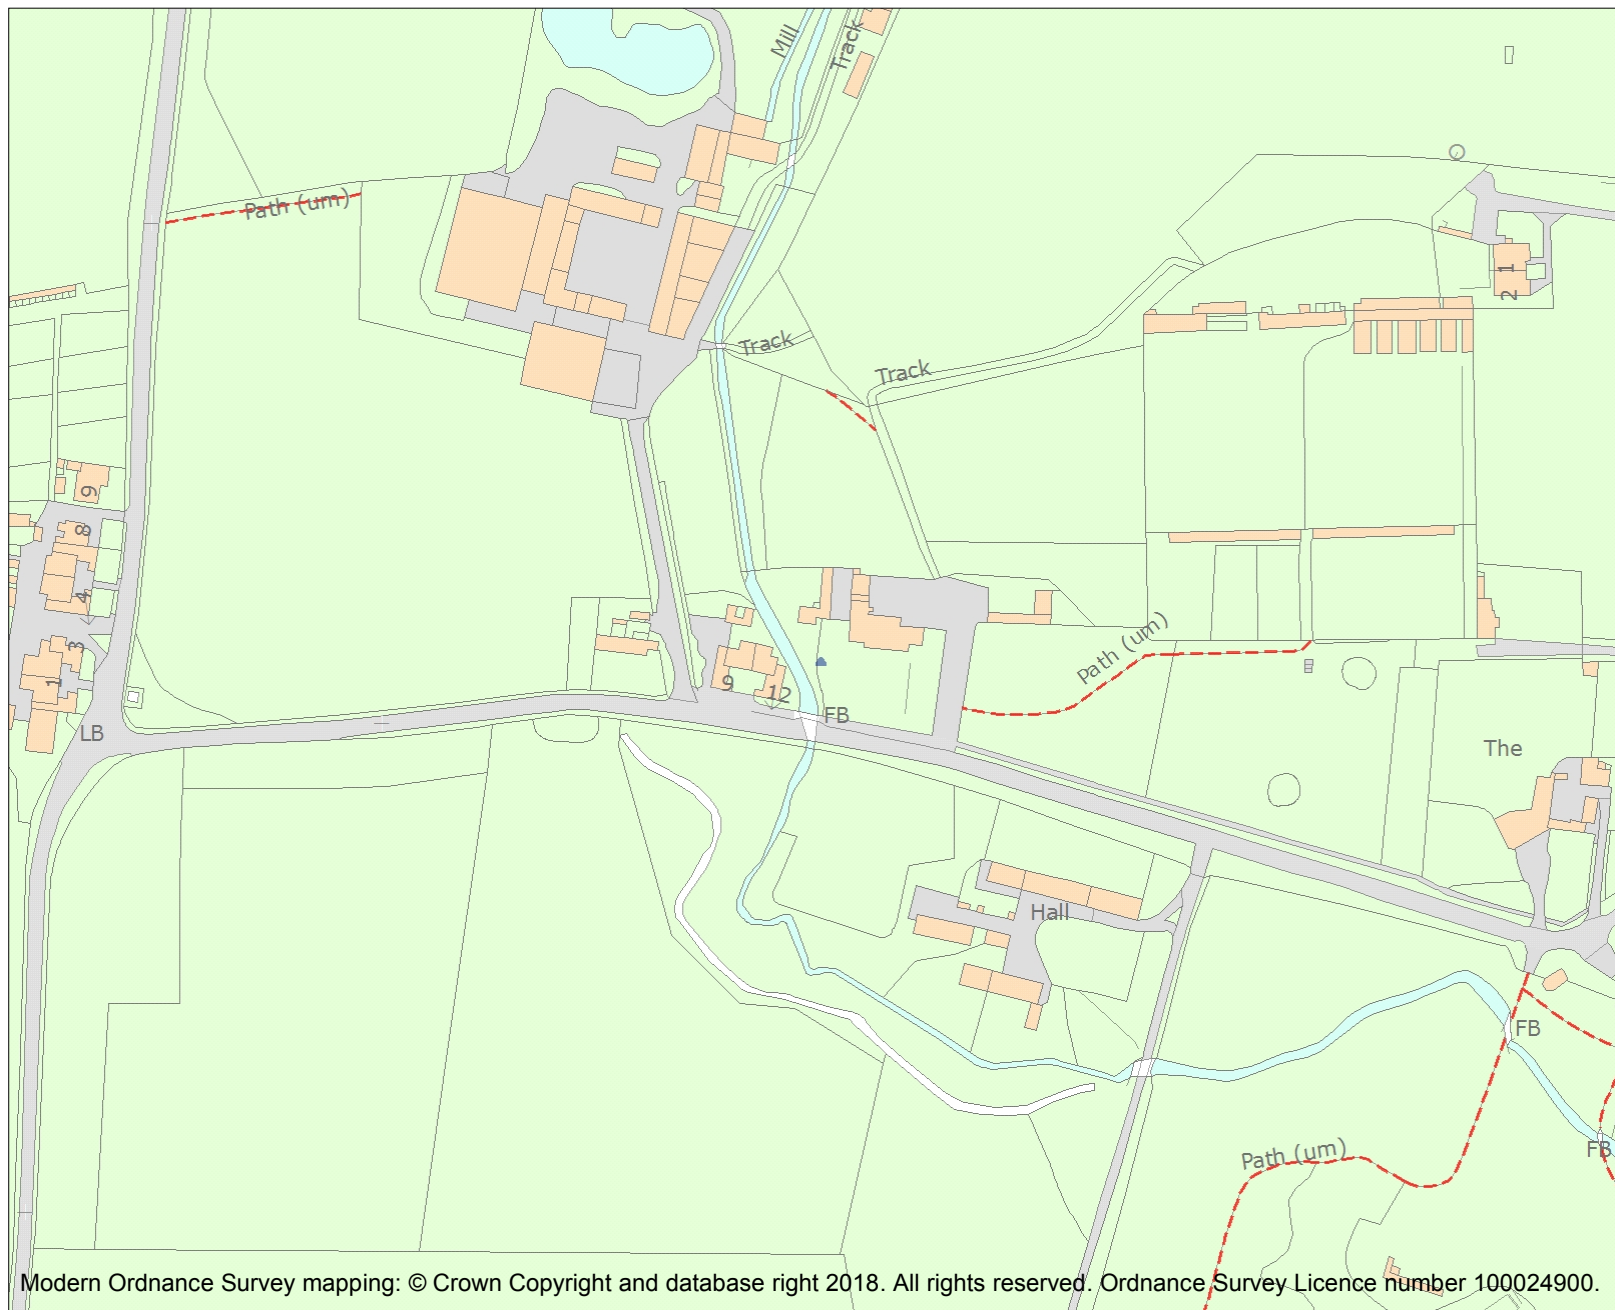 Mill
Track
Path (um)
1
2
Track
Track
9
8
4
3
1
Path (um)
9
12
FB
LB
The
Hall
FB
FB
Path (um)
Modern Ordnance Survey mapping: © Crown Copyright and database right 2018. All rights reserved. Ordnance Survey Licence number 100024900.